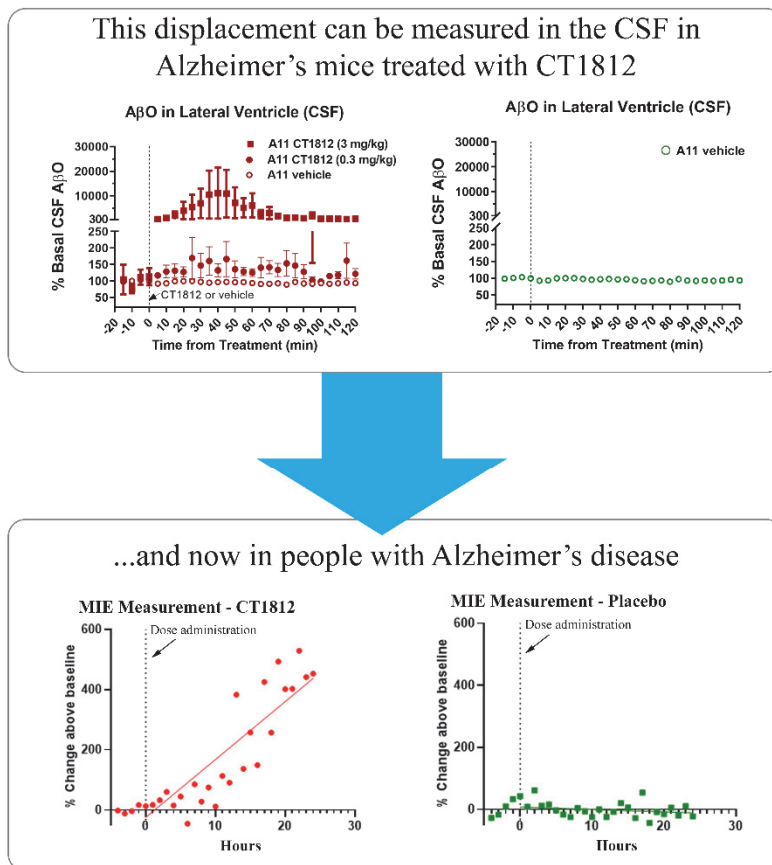 This displacement can be measured in the CSF in
Alzheimer's mice treated with CT1812
AβO in Lateral Ventricle (CSF)
30000
20000
10000
300
250
200
150
100
50
% Basal CSF AβO
A11 CT1812 (3 mg/kg)
A11 CT1812 (0.3 mg/kg)
A11 vehicle
CT1812 or vehicle
-20 -10 0 10 20 30 40 50 60 70 80 90 100 110 120
Time from Treatment (min)
AβO in Lateral Ventricle (CSF)
30000
20000
10000
300
250
200
150
100
50
% Basal CSF AβO
A11 vehicle
-20 -10 0 10 20 30 40 50 60 70 80 90 100 110 120
Time from Treatment (min)
...and now in people with Alzheimer's disease
MIE Measurement - CT1812
600
400
200
0
% Change above baseline
Dose administration
0 10 20 30
Hours
MIE Measurement - Placebo
600
400
200
0
% Change above baseline
Dose administration
0 10 20 30
Hours